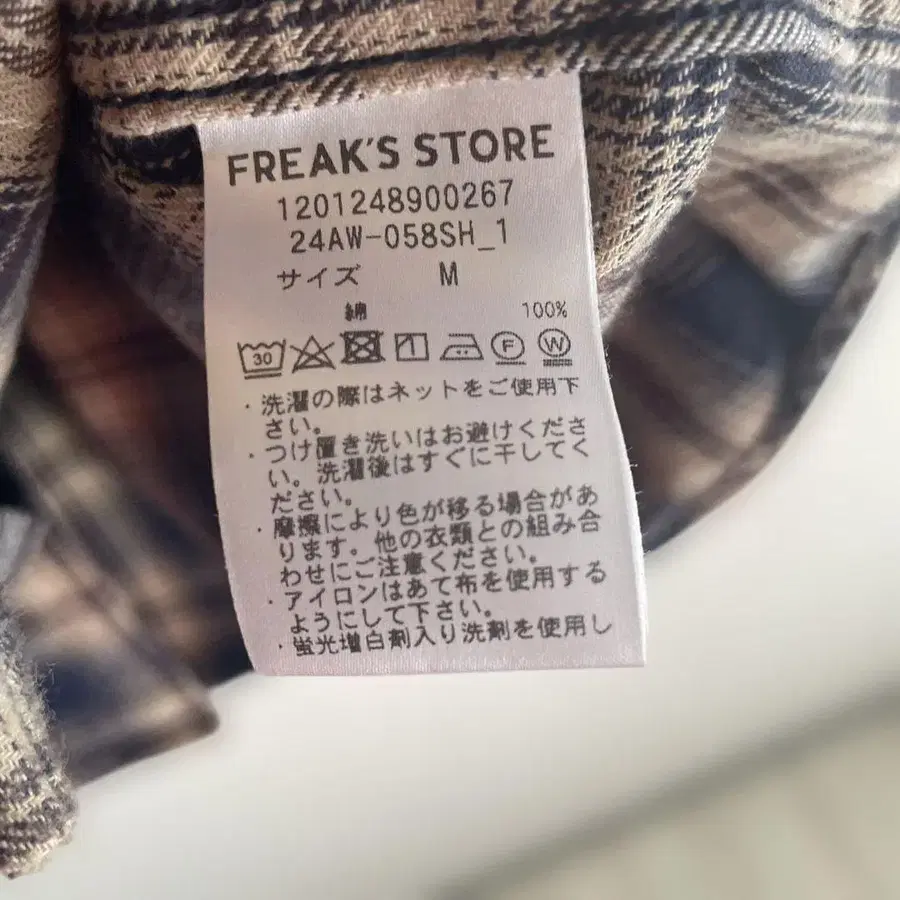 FREAK'S STORE
1201248900267
24AW-058SH_1
サイズ M
綿 100%
30 F W
・洗濯の際はネットをご使用下
さい。
・つけ置き洗いはお避けくださ
い。洗濯後はすぐに干してく
ださい。
・摩擦により色が移る場合があ
ります。他の衣類との組み合
わせにご注意ください。
・アイロンはあて布を使用する
ようにして下さい。
・蛍光増白剤入り洗剤を使用し